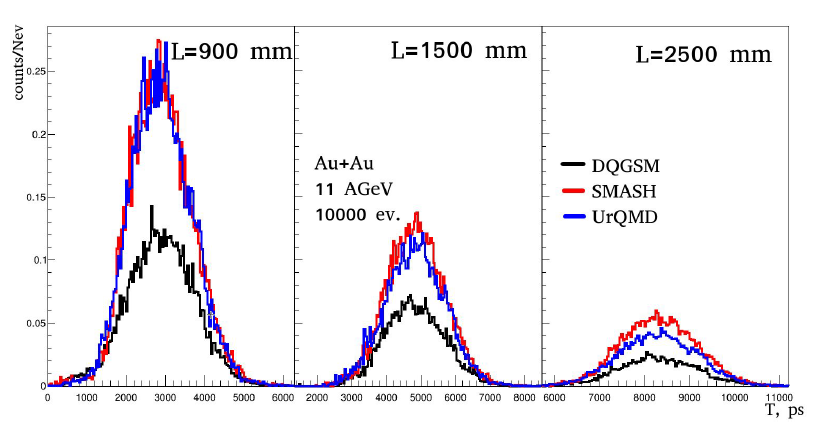 counts/Nev
L=900 mm
L=1500 mm
L=2500 mm
0.25
0.2
0.15
0.1
0.05
0
Au+Au
11 AGeV
10000 ev.
DQGSM
SMASH
UrQMD
0 1000 2000 3000 4000 5000 6000
2000 3000 4000 5000 6000 7000 8000
6000 7000 8000 9000 10000 11000
T, ps